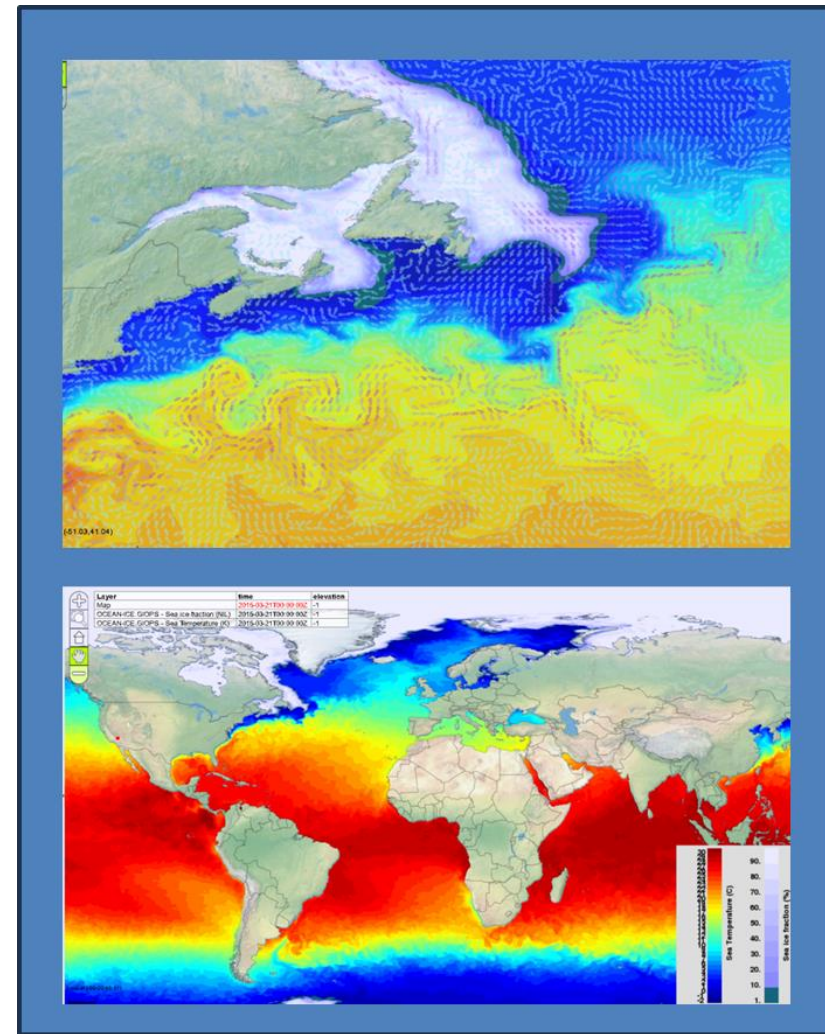 (-51.03,41.04)
Layer time elevation
Map 2015-03-21T00:00:00Z -1
OCEAN-ICE.GIOPS - Sea ice fraction (NIL) 2015-03-21T00:00:00Z -1
OCEAN-ICE.GIOPS - Sea Temperature (K) 2015-03-21T00:00:00Z -1
Sea Temperature (C)
90.
80.
70.
60.
50.
40.
30.
20.
10.
1.
Sea ice fraction (%)